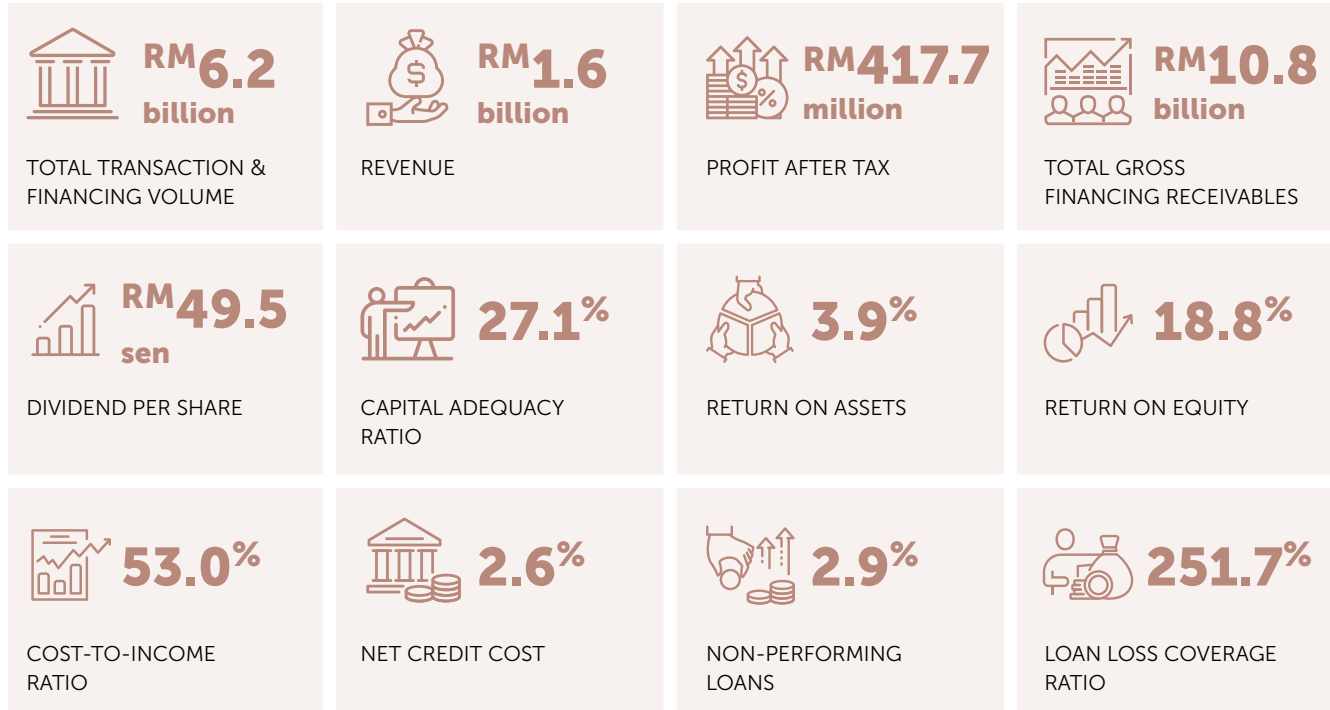 RM6.2
billion
TOTAL TRANSACTION &
FINANCING VOLUME
$
RM1.6
billion
REVENUE
$
%
RM417.7
million
PROFIT AFTER TAX
RM10.8
billion
TOTAL GROSS
FINANCING RECEIVABLES
RM49.5
sen
DIVIDEND PER SHARE
27.1%
CAPITAL ADEQUACY
RATIO
3.9%
RETURN ON ASSETS
18.8%
RETURN ON EQUITY
53.0%
COST-TO-INCOME
RATIO
2.6%
NET CREDIT COST
2.9%
NON-PERFORMING
LOANS
251.7%
LOAN LOSS COVERAGE
RATIO